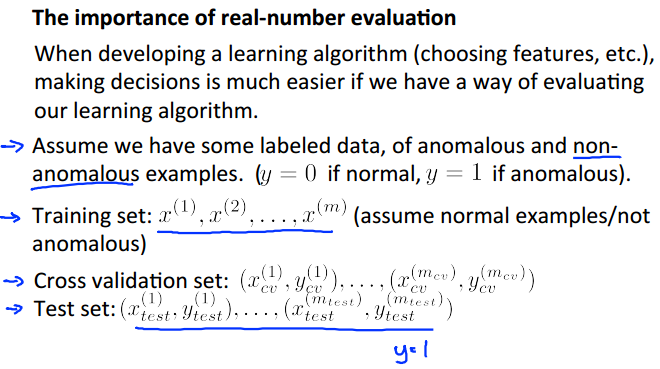 The importance of real-number evaluation
When developing a learning algorithm (choosing features, etc.),
making decisions is much easier if we have a way of evaluating
our learning algorithm.
→ Assume we have some labeled data, of anomalous and non-
anomalous examples. (y = 0 if normal, y = 1 if anomalous).
→ Training set: x^{(1)}, x^{(2)}, . . . , x^{(m)} (assume normal examples/not
anomalous)
→ Cross validation set: (x_{cv}^{(1)}, y_{cv}^{(1)}), . . . , (x_{cv}^{(m_{cv})}, y_{cv}^{(m_{cv})})
→ Test set: (x_{test}^{(1)}, y_{test}^{(1)}), . . . , (x_{test}^{(m_{test})}, y_{test}^{(m_{test})})
y=1